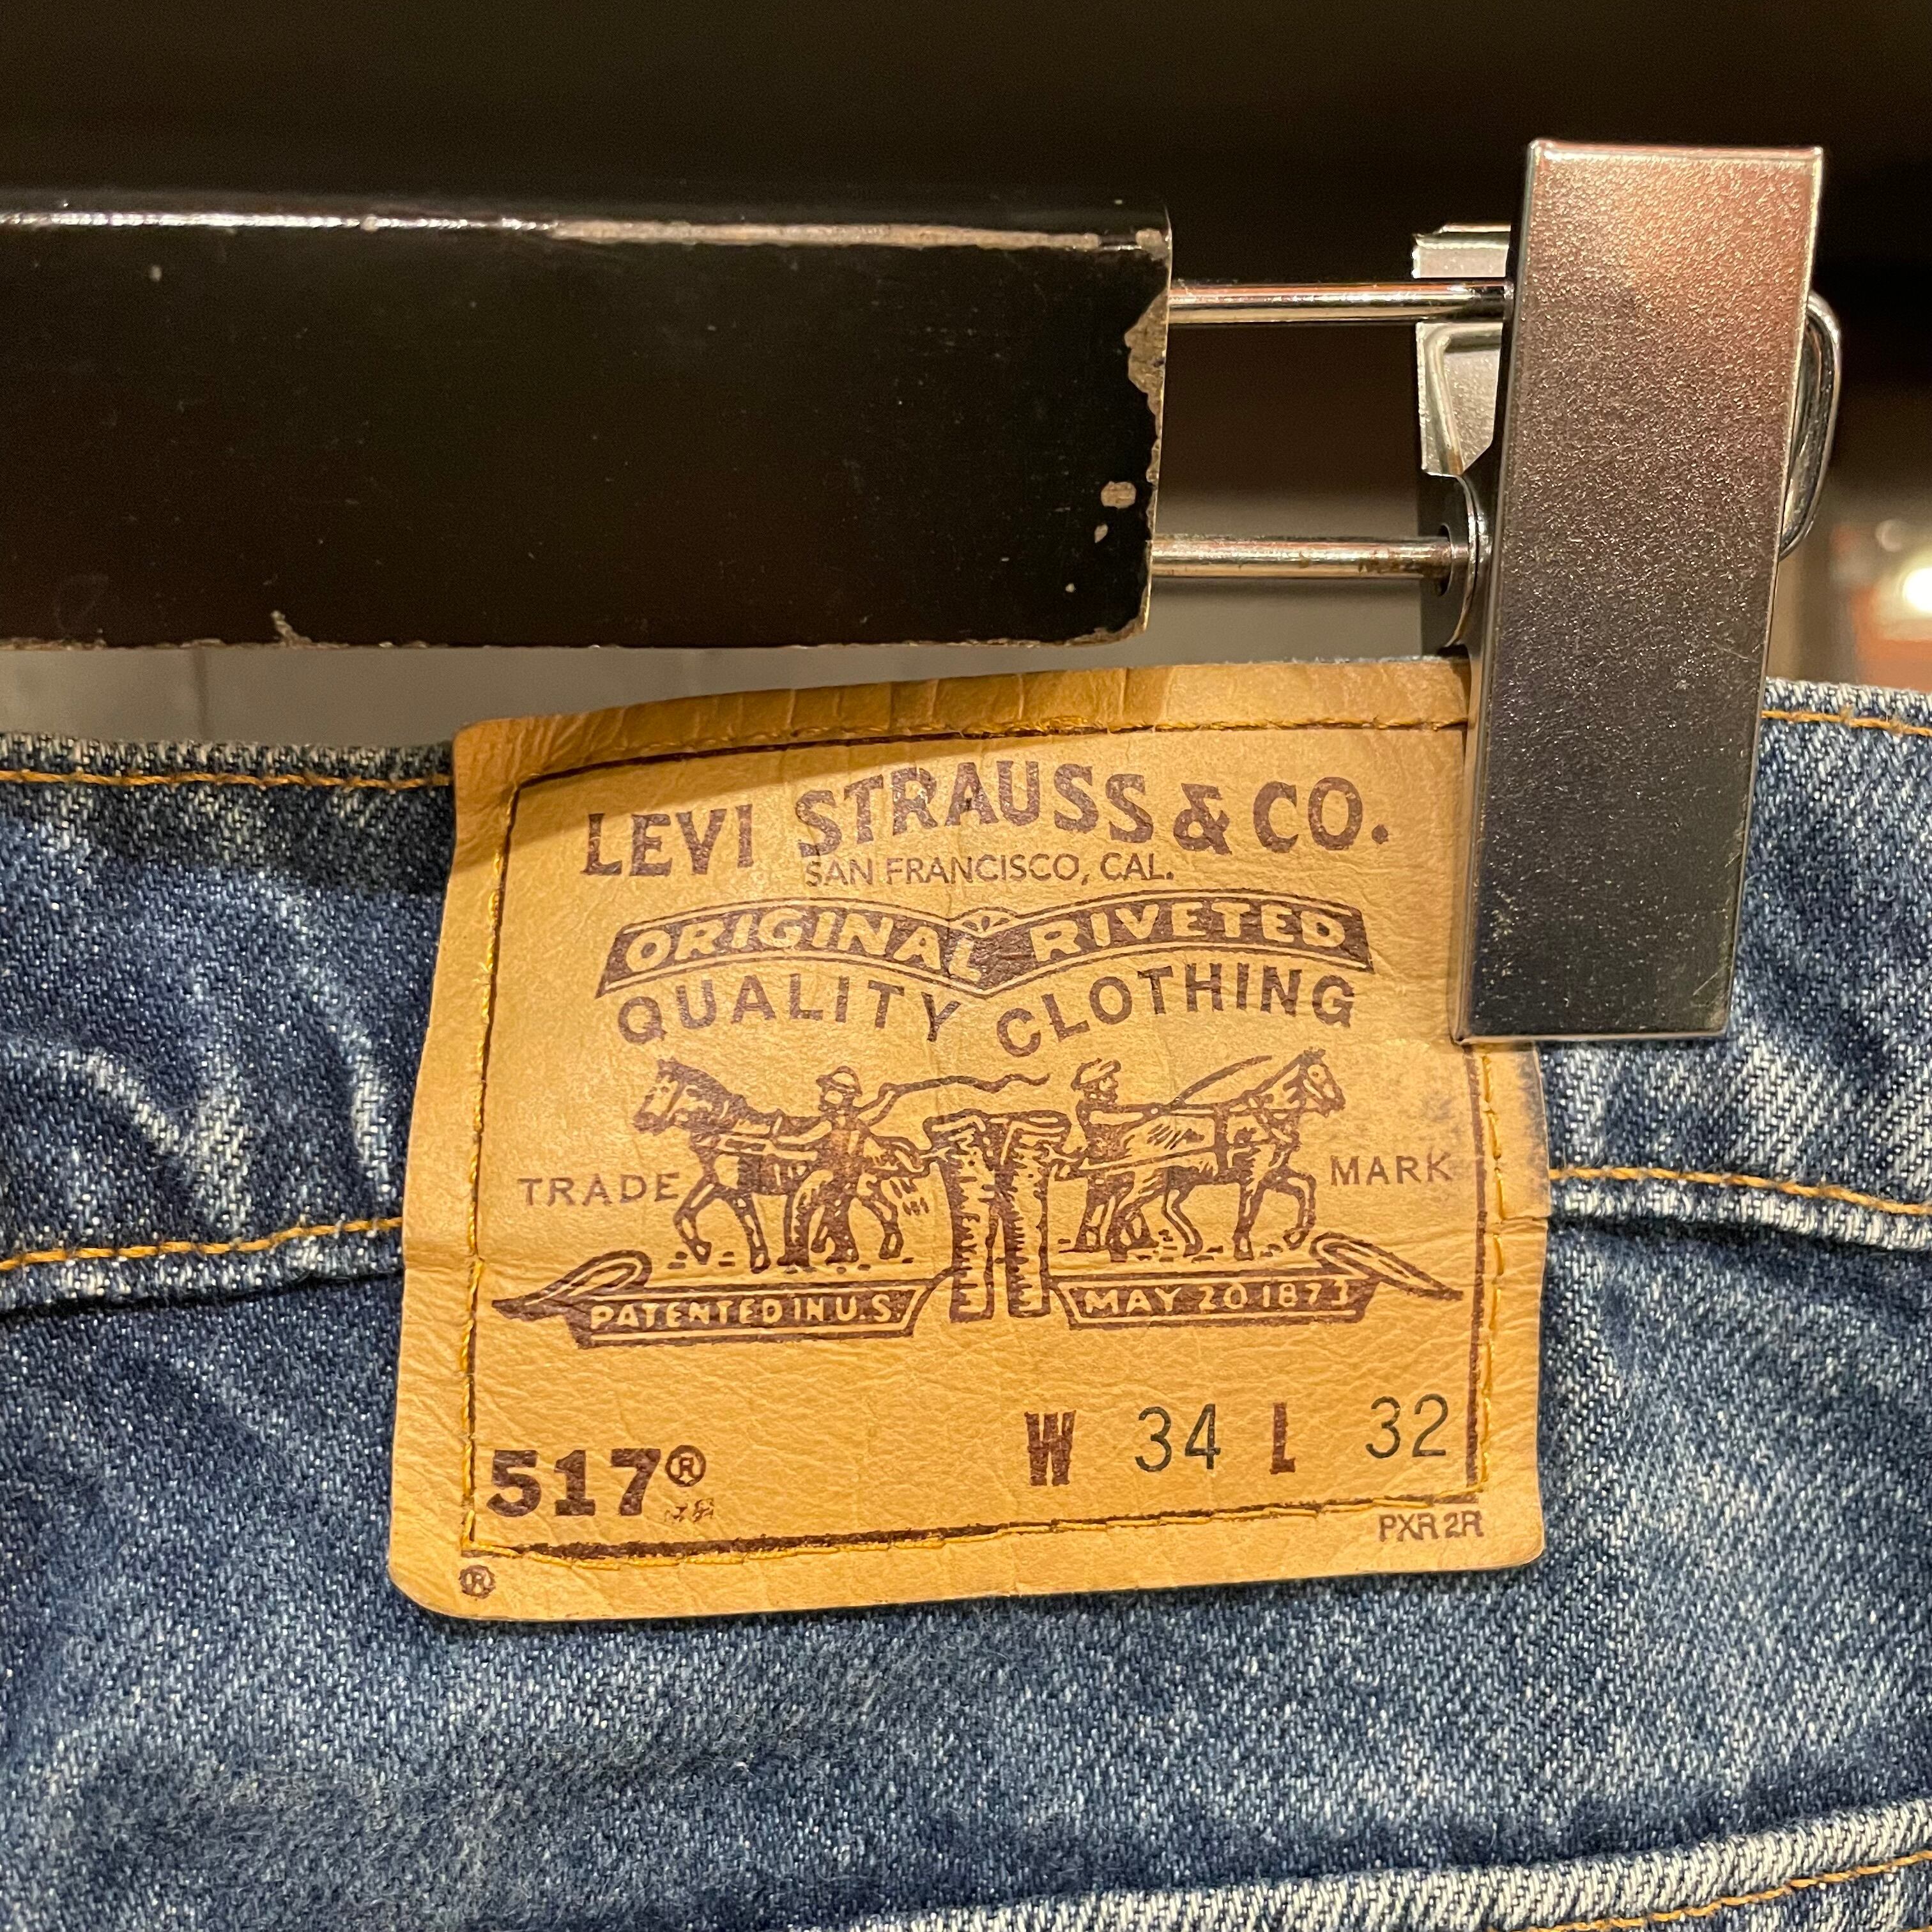 LEVI STRAUSS & CO.
SAN FRANCISCO, CAL.
ORIGINAL RIVETED
QUALITY CLOTHING
TRADE MARK
PATENTED IN U.S. MAY 20 1873
517® W 34 L 32
PXR 2R
®